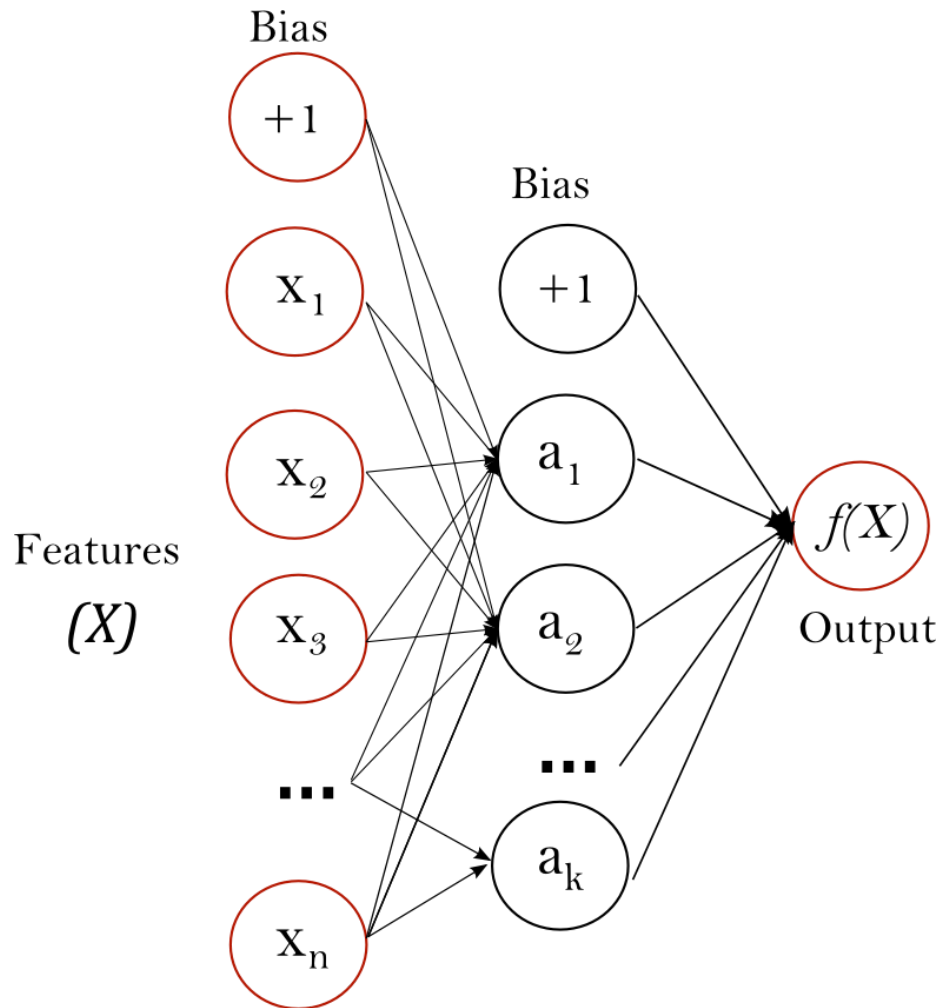 Bias
+1
x₁
x₂
Features
(X)
x₃
...
xₙ
Bias
+1
a₁
a₂
...
aₖ
f(X)
Output